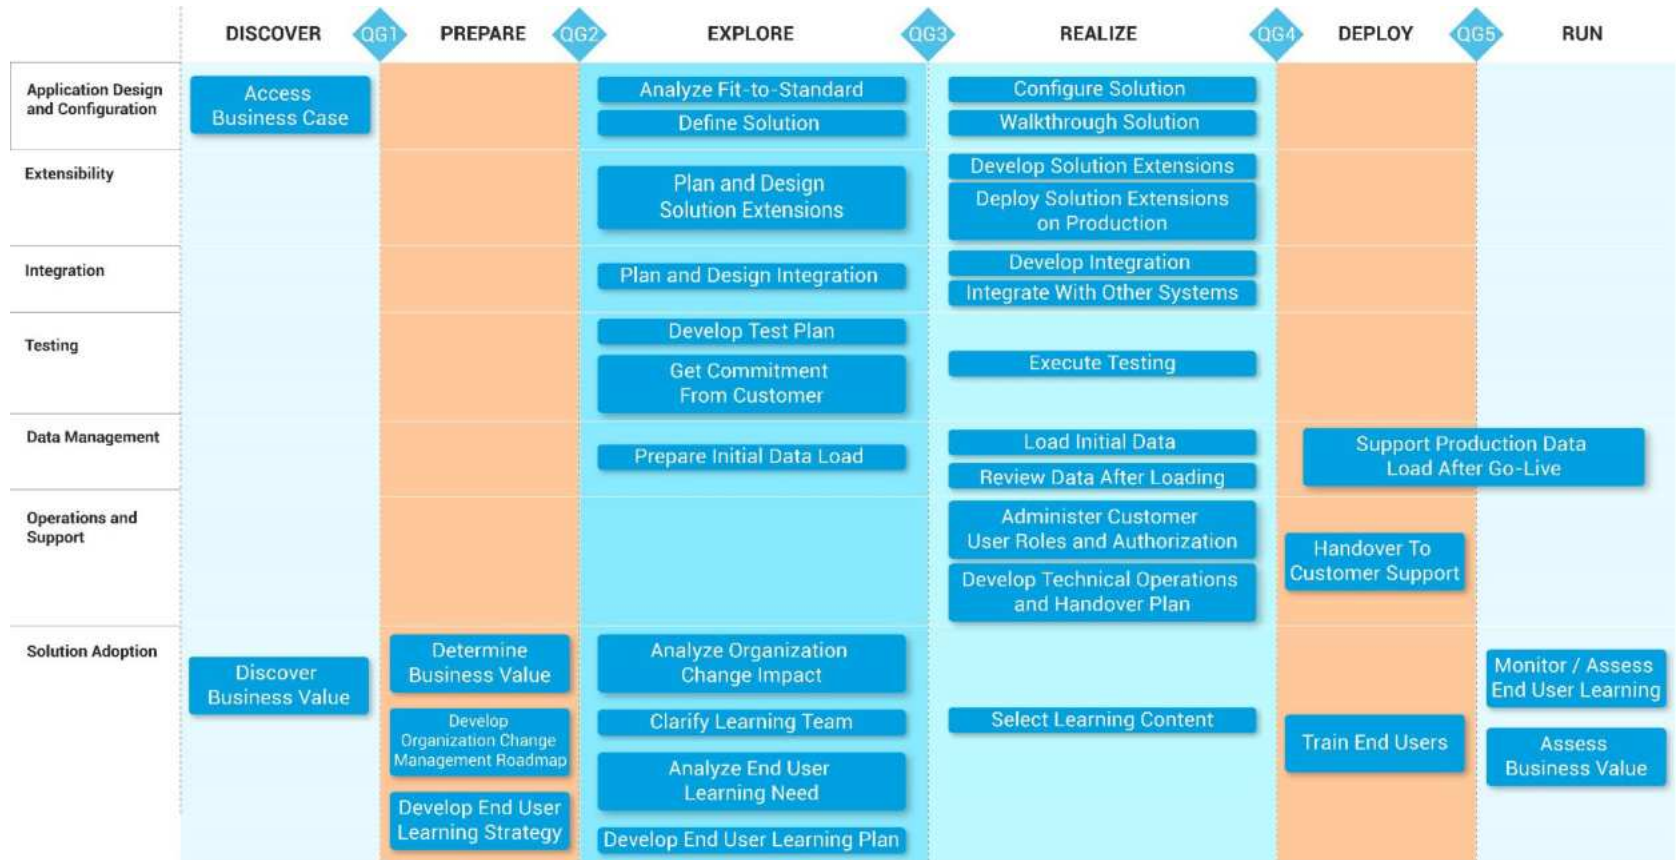 DISCOVER QG1 PREPARE QG2 EXPLORE QG3 REALIZE QG4 DEPLOY QG5 RUN
Application Design
and Configuration
Access
Business Case
Analyze Fit-to-Standard
Define Solution
Configure Solution
Walkthrough Solution
Extensibility
Plan and Design
Solution Extensions
Develop Solution Extensions
Deploy Solution Extensions
on Production
Integration
Plan and Design Integration
Develop Integration
Integrate With Other Systems
Testing
Develop Test Plan
Get Commitment
From Customer
Execute Testing
Data Management
Prepare Initial Data Load
Load Initial Data
Review Data After Loading
Support Production Data
Load After Go-Live
Operations and
Support
Administer Customer
User Roles and Authorization
Develop Technical Operations
and Handover Plan
Handover To
Customer Support
Solution Adoption
Discover
Business Value
Determine
Business Value
Develop
Organization Change
Management Roadmap
Develop End User
Learning Strategy
Analyze Organization
Change Impact
Clarify Learning Team
Analyze End User
Learning Need
Develop End User Learning Plan
Select Learning Content
Train End Users
Monitor / Assess
End User Learning
Assess
Business Value